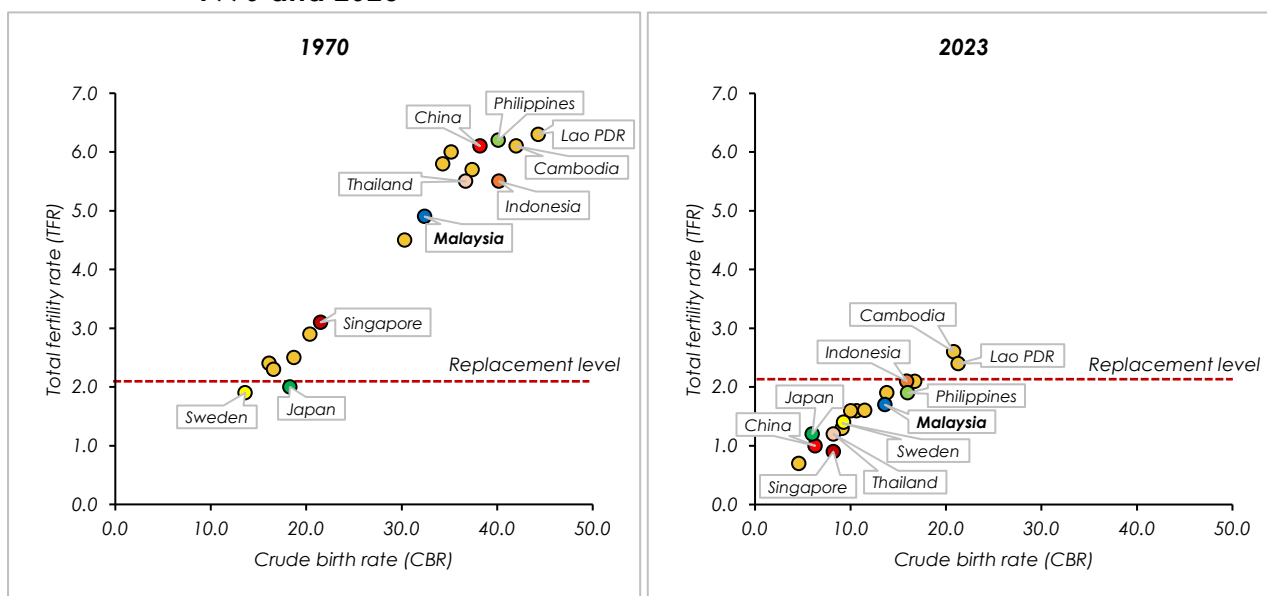 1970
7.0
6.0
5.0
4.0
3.0
2.0
1.0
0.0
Total fertility rate (TFR)
China
Philippines
Lao PDR
Cambodia
Thailand
Indonesia
Malaysia
Singapore
Replacement level
Sweden
Japan
0.0 10.0 20.0 30.0 40.0 50.0
Crude birth rate (CBR)
2023
7.0
6.0
5.0
4.0
3.0
2.0
1.0
0.0
Total fertility rate (TFR)
Cambodia
Indonesia
Lao PDR
Replacement level
Japan
Philippines
China
Malaysia
Sweden
Singapore
Thailand
0.0 10.0 20.0 30.0 40.0 50.0
Crude birth rate (CBR)